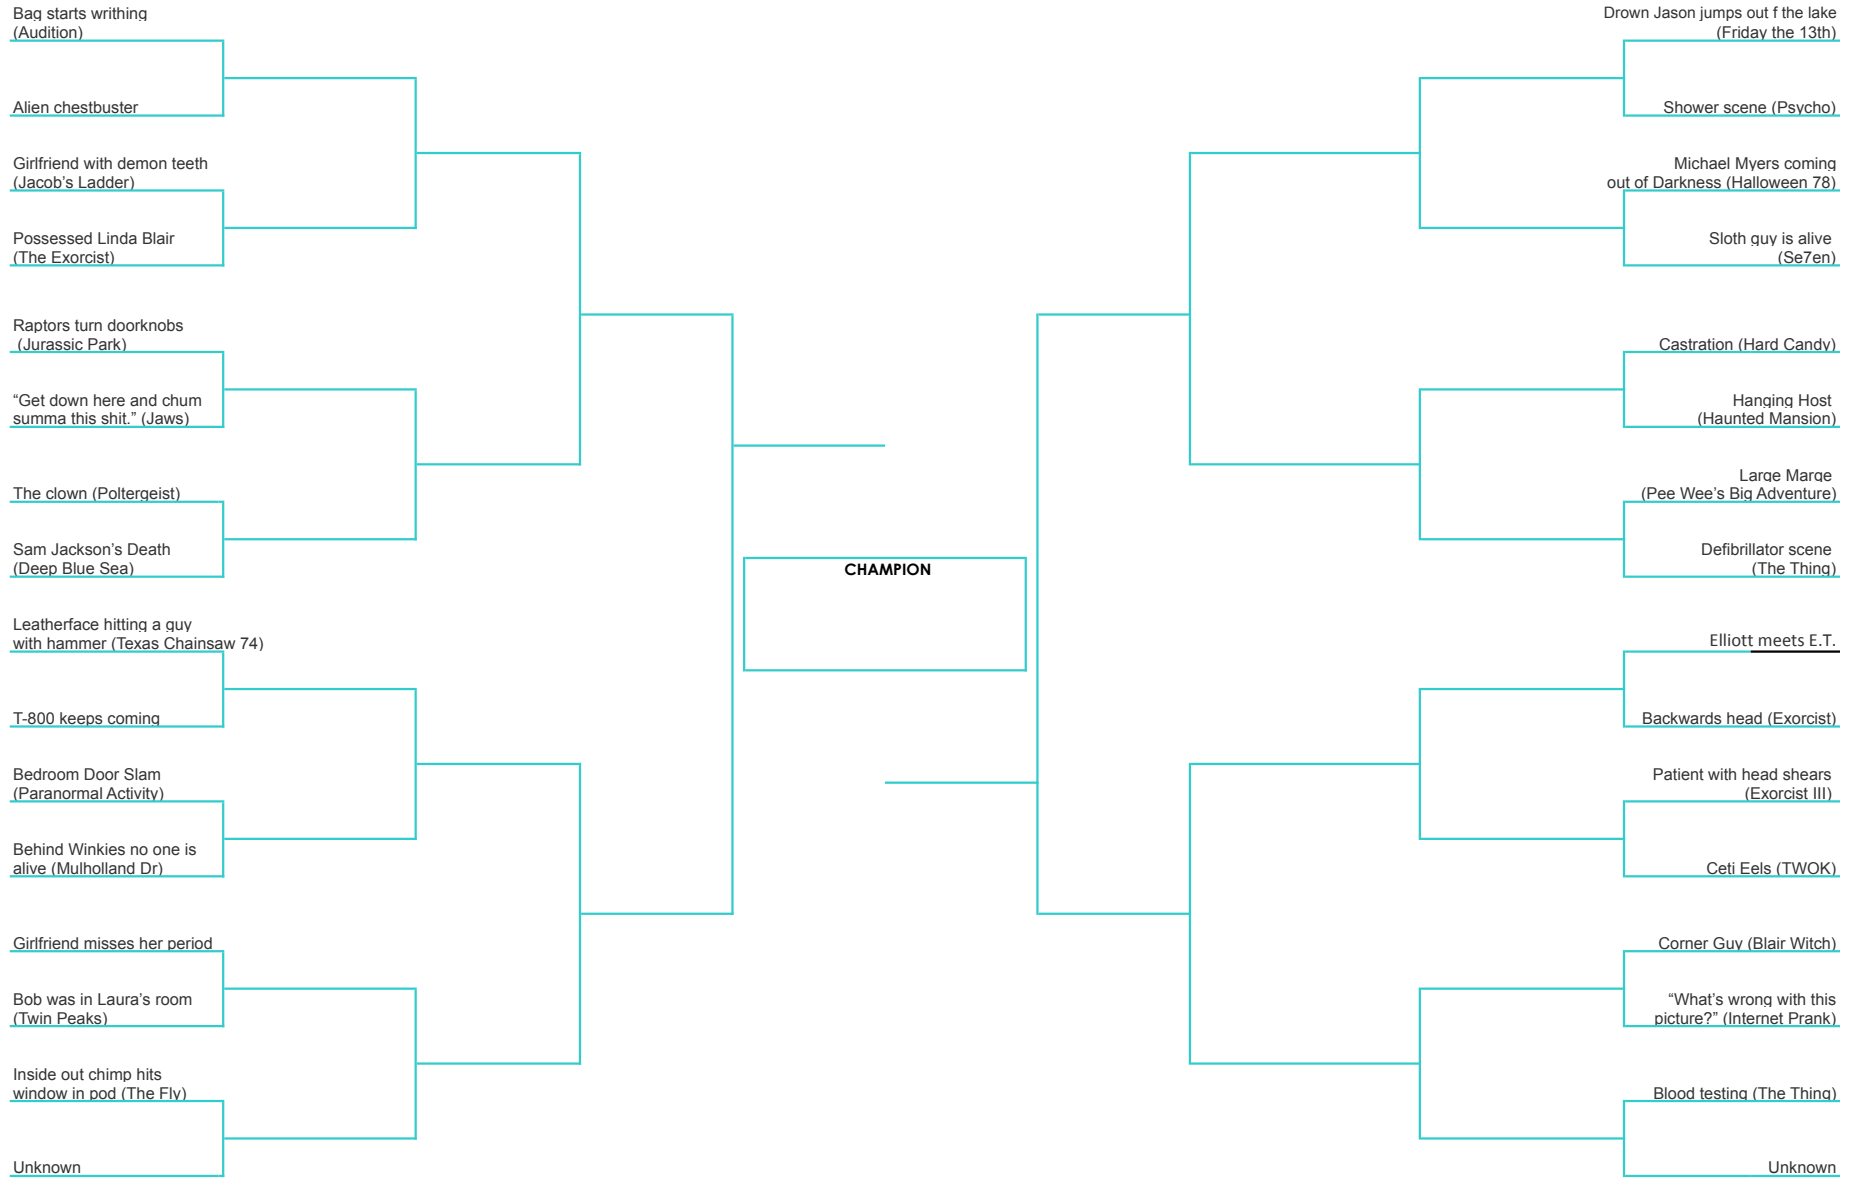 Bag starts writhing
(Audition)
Alien chestbuster
Girlfriend with demon teeth
(Jacob's Ladder)
Possessed Linda Blair
(The Exorcist)
Raptors turn doorknobs
(Jurassic Park)
“Get down here and chum
summa this shit.” (Jaws)
The clown (Poltergeist)
Sam Jackson’s Death
(Deep Blue Sea)
Leatherface hitting a guy
with hammer (Texas Chainsaw 74)
T-800 keeps coming
Bedroom Door Slam
(Paranormal Activity)
Behind Winkies no one is
alive (Mulholland Dr)
Girlfriend misses her period
Bob was in Laura’s room
(Twin Peaks)
Inside out chimp hits
window in pod (The Fly)
Unknown
CHAMPION
Drown Jason jumps out f the lake
(Friday the 13th)
Shower scene (Psycho)
Michael Myers coming
out of Darkness (Halloween 78)
Sloth guy is alive
(Se7en)
Castration (Hard Candy)
Hanging Host
(Haunted Mansion)
Large Marge
(Pee Wee’s Big Adventure)
Defibrillator scene
(The Thing)
Elliott meets E.T.
Backwards head (Exorcist)
Patient with head shears
(Exorcist III)
Ceti Eels (TWOK)
Corner Guy (Blair Witch)
“What’s wrong with this
picture?” (Internet Prank)
Blood testing (The Thing)
Unknown